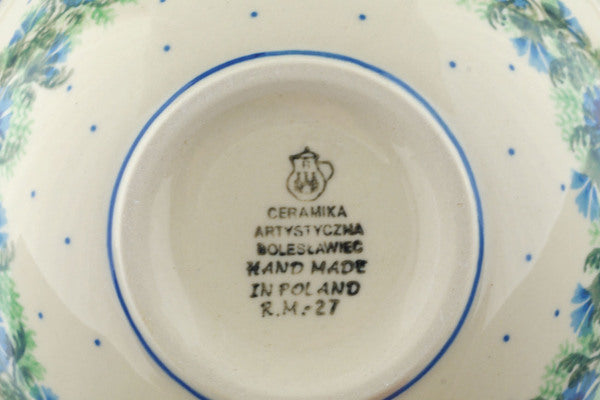 CERAMIKA
ARTYSTYCZNA
BOLESŁAWIEC
HAND MADE
IN POLAND
R.M.-27